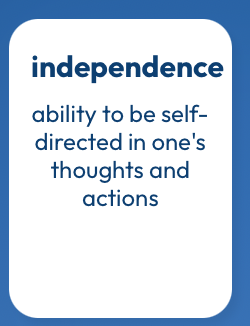 independence
ability to be self-
directed in one's
thoughts and
actions